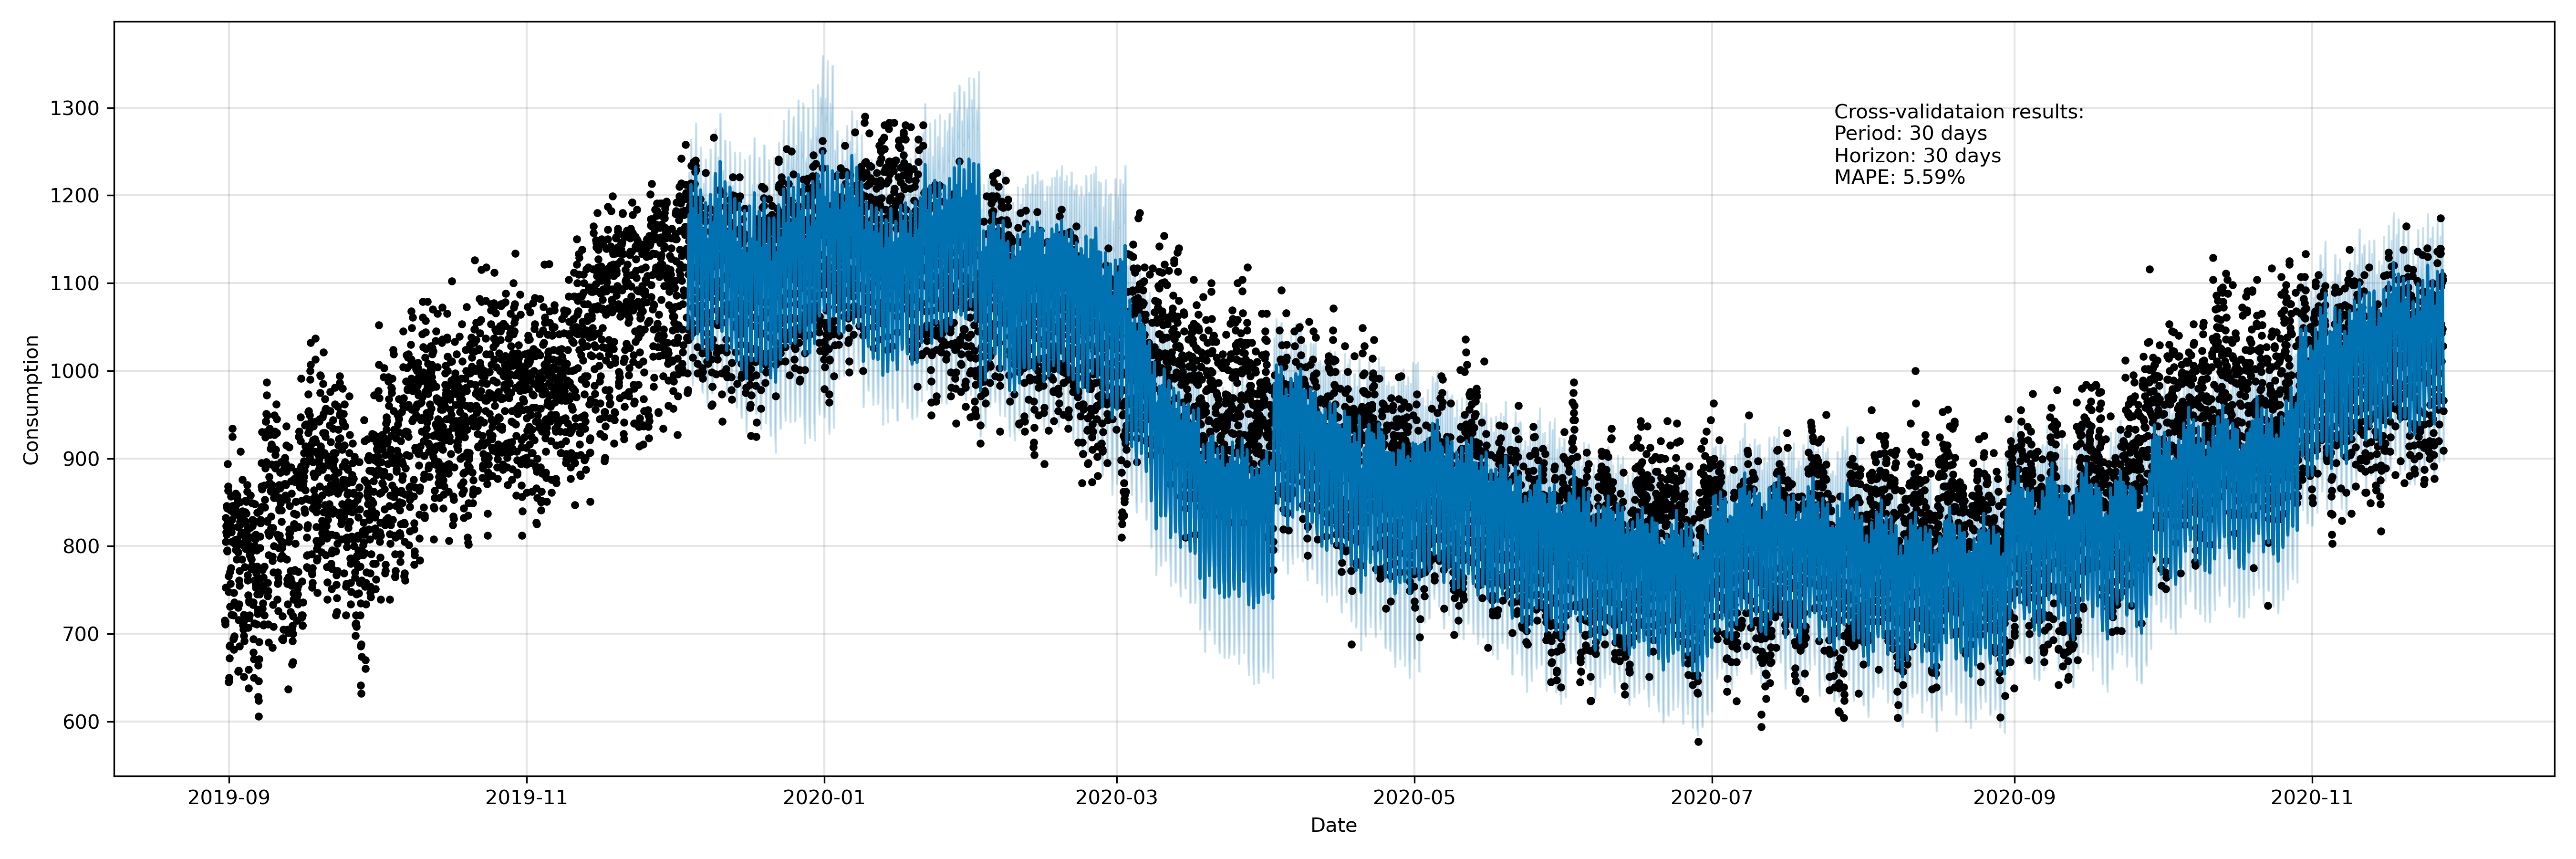 Cross-validataion results:
Period: 30 days
Horizon: 30 days
MAPE: 5.59%
1300
1200
1100
1000
900
800
700
600
Consumption
2019-09 2019-11 2020-01 2020-03 2020-05 2020-07 2020-09 2020-11
Date